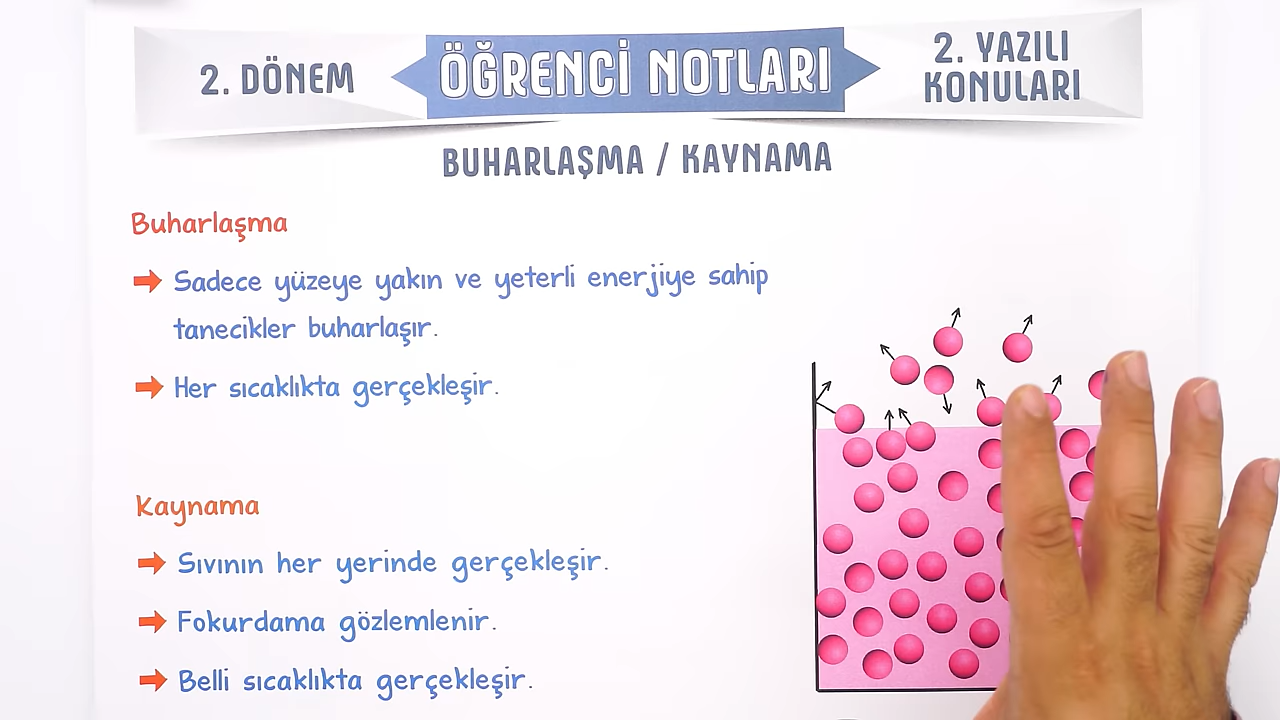 2. DÖNEM
ÖĞRENCİ NOTLARI
2. YAZILI
KONULARI
BUHARLAŞMA / KAYNAMA
Buharlaşma
Sadece yüzeye yakın ve yeterli enerjiye sahip
tanecikler buharlaşır.
Her sıcaklıkta gerçekleşir.
Kaynama
Sıvının her yerinde gerçekleşir.
Fokurdama gözlemlenir.
Belli sıcaklıkta gerçekleşir.